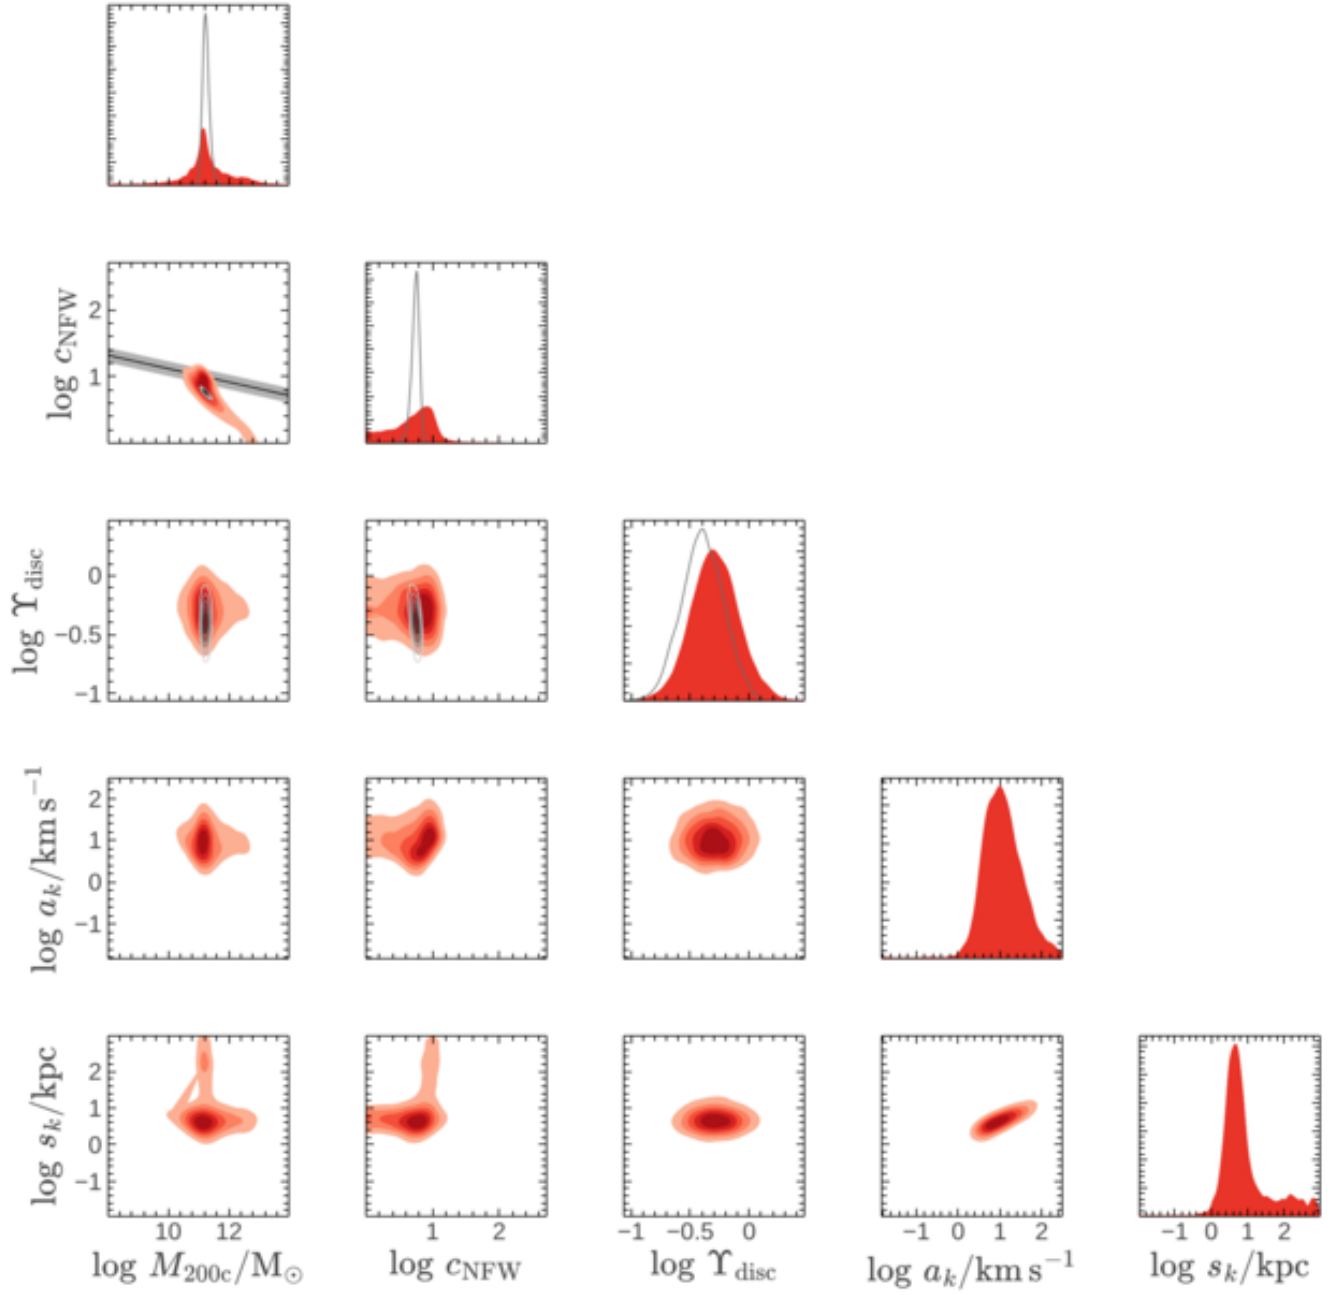 log c_NFW
2
1
log ϒ_disc
0
−0.5
−1
log a_k/km s⁻¹
2
1
0
−1
log s_k/kpc
2
1
0
−1
10 12
1 2
−1 −0.5 0
−1 0 1 2
−1 0 1 2
log M_200c/M_☉
log c_NFW
log ϒ_disc
log a_k/km s⁻¹
log s_k/kpc